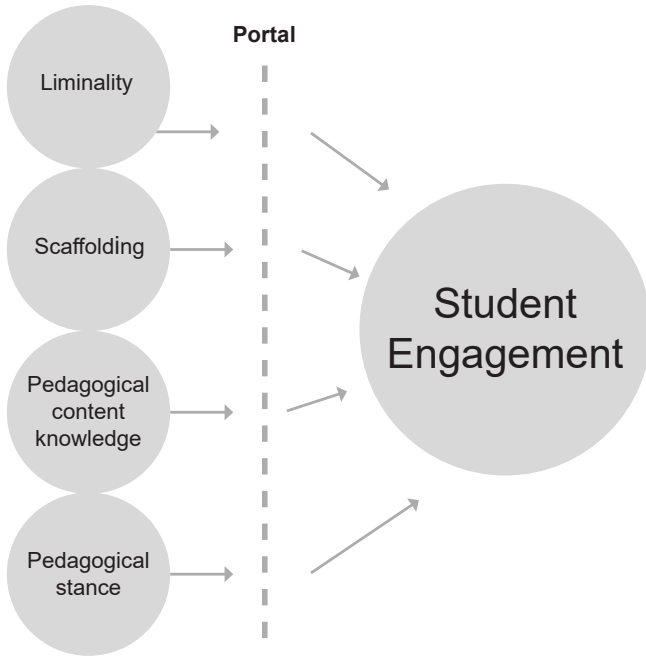 Portal
Liminality
Scaffolding
Pedagogical
content
knowledge
Pedagogical
stance
Student
Engagement